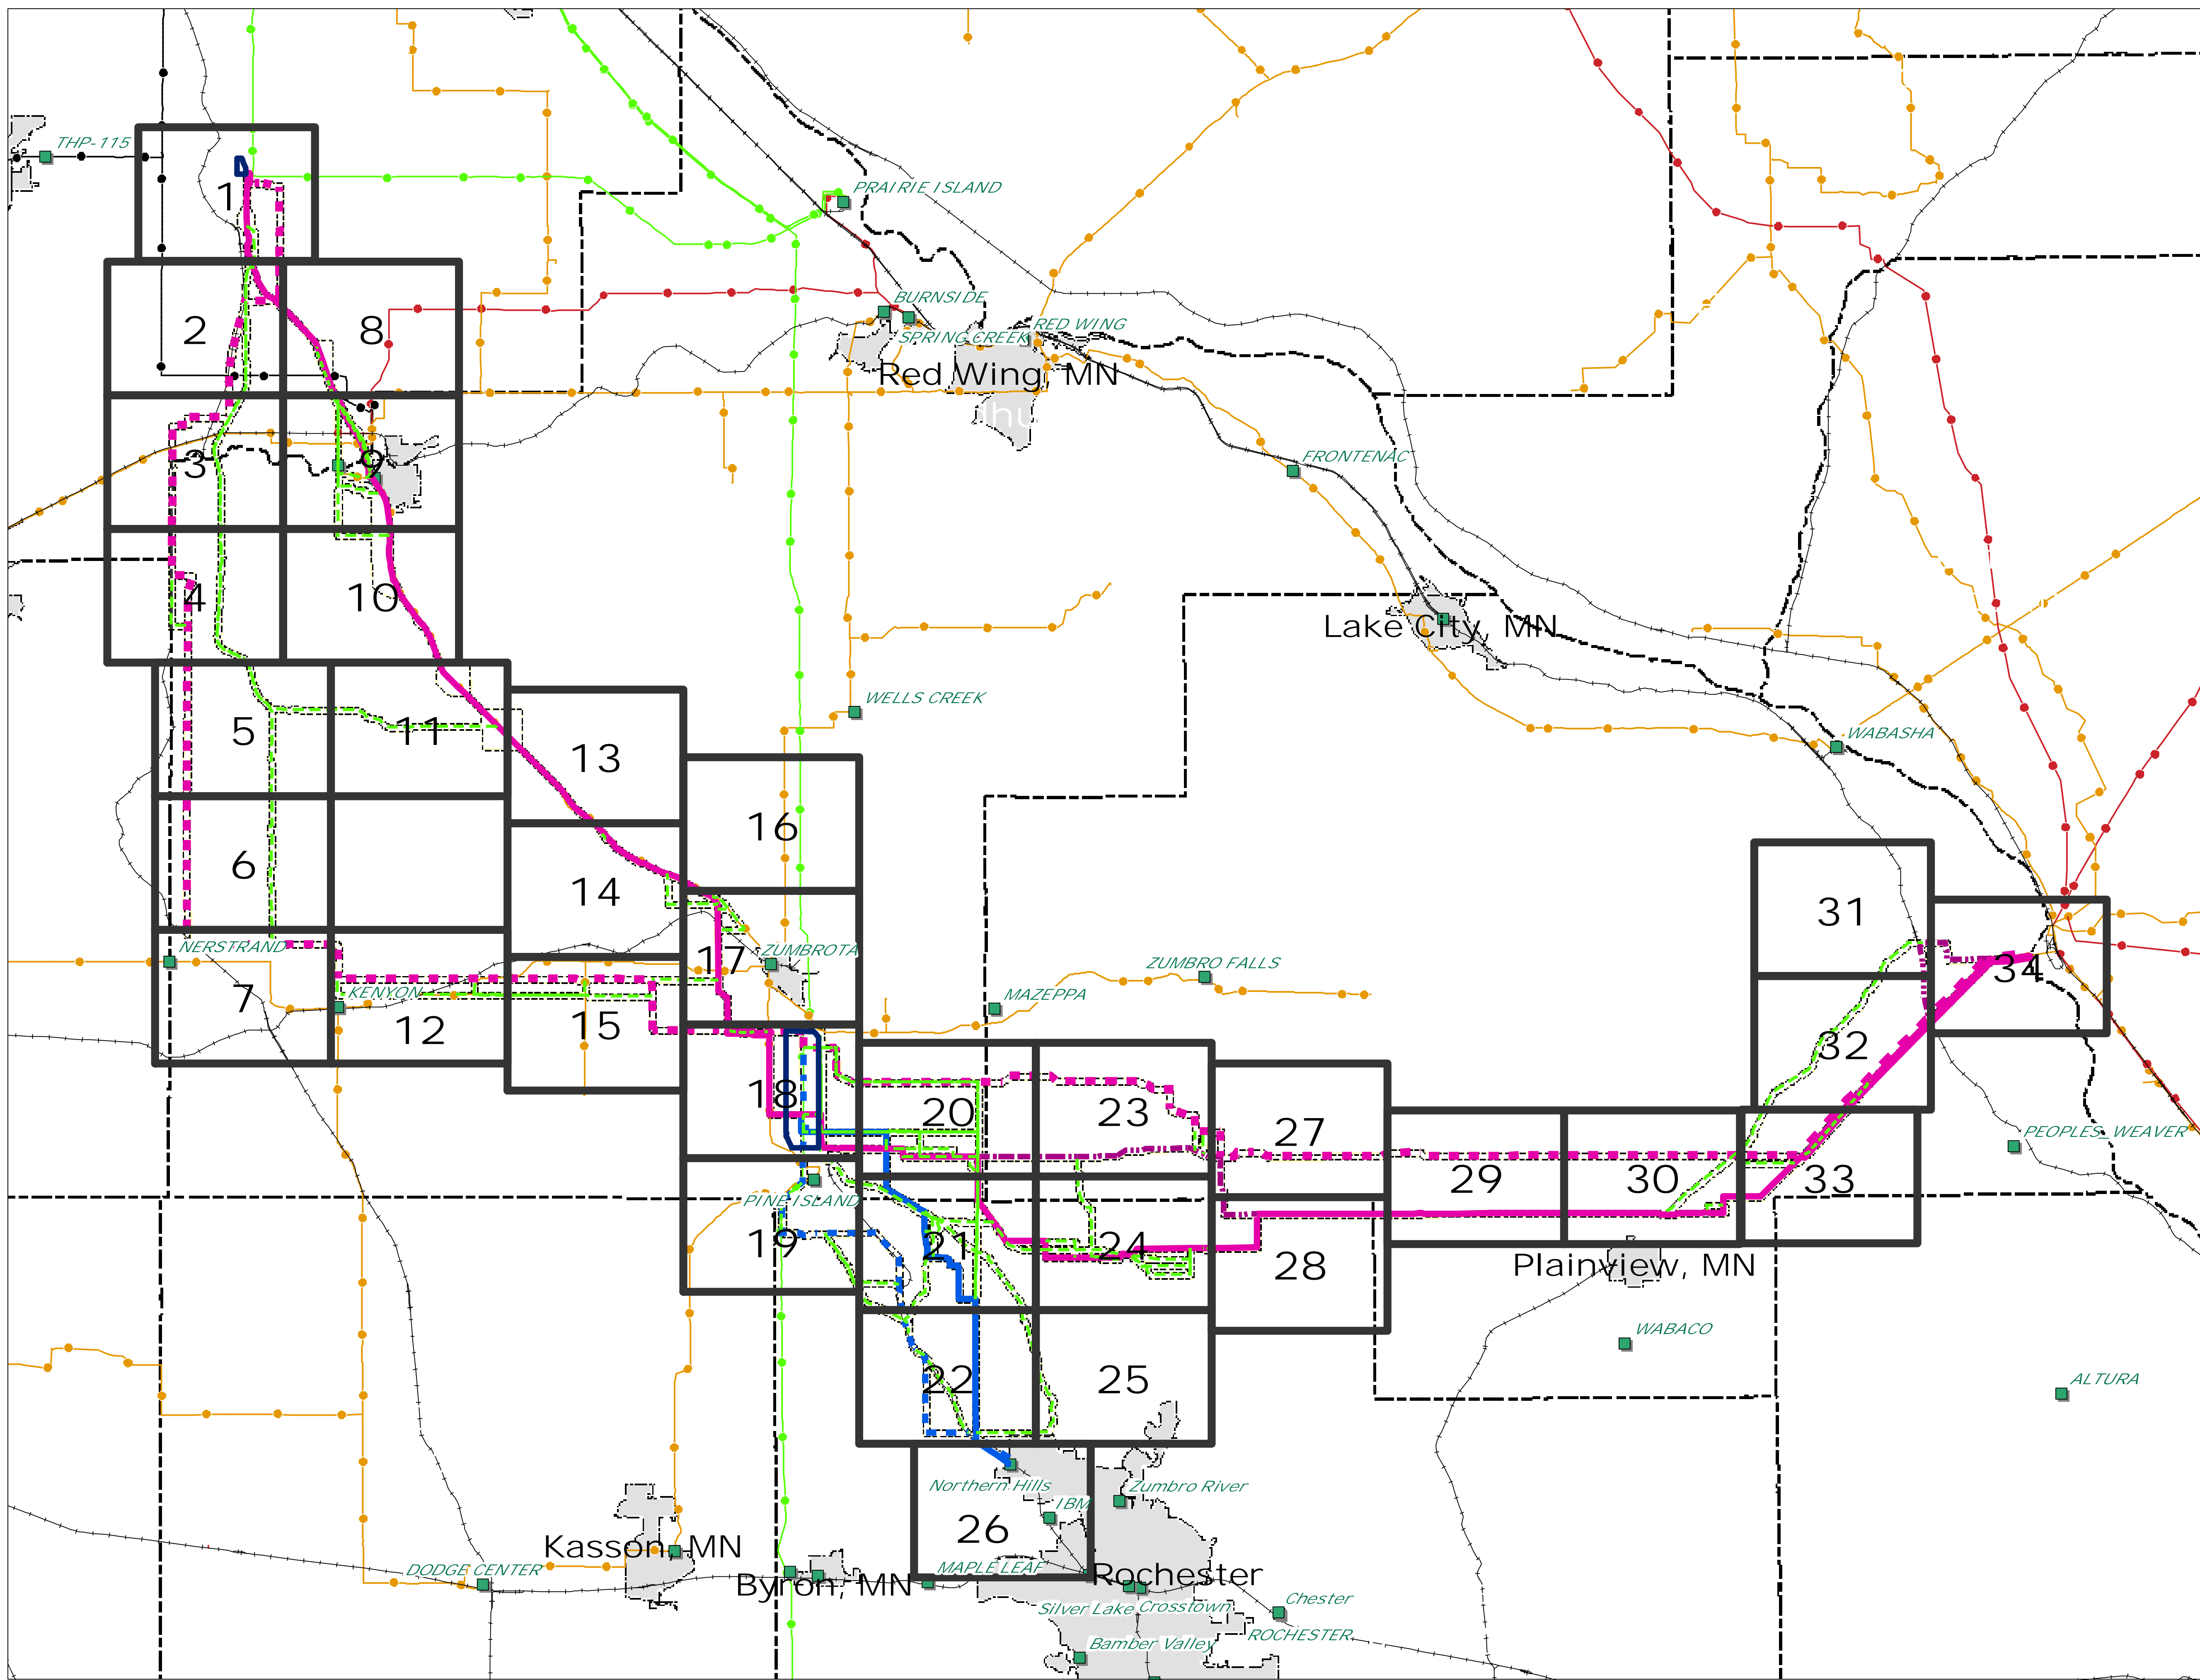 THP-115
PRAIRIE ISLAND
1
BURNSIDE
RED WING
SPRING CREEK
2
8
Red Wing, MN
dhu
FRONTENAC
3
9
4
10
Lake City, MN
WELLS CREEK
5
11
13
WABASHA
16
6
14
31
NERSTRAND
17
ZUMBROTA
ZUMBRO FALLS
34
KENYON
MAZEPPA
7
12
15
32
18
20
23
27
PEOPLES_WEAVER
29
30
33
PINE ISLAND
19
21
24
28
Plainview, MN
WABACO
22
25
ALTURA
Northern Hills
Zumbro River
IBM
26
Kasson, MN
DODGE CENTER
MAPLE LEAF
Byron, MN
Rochester
Silver Lake
Crosstown
Chester
ROCHESTER
Bamber Valley